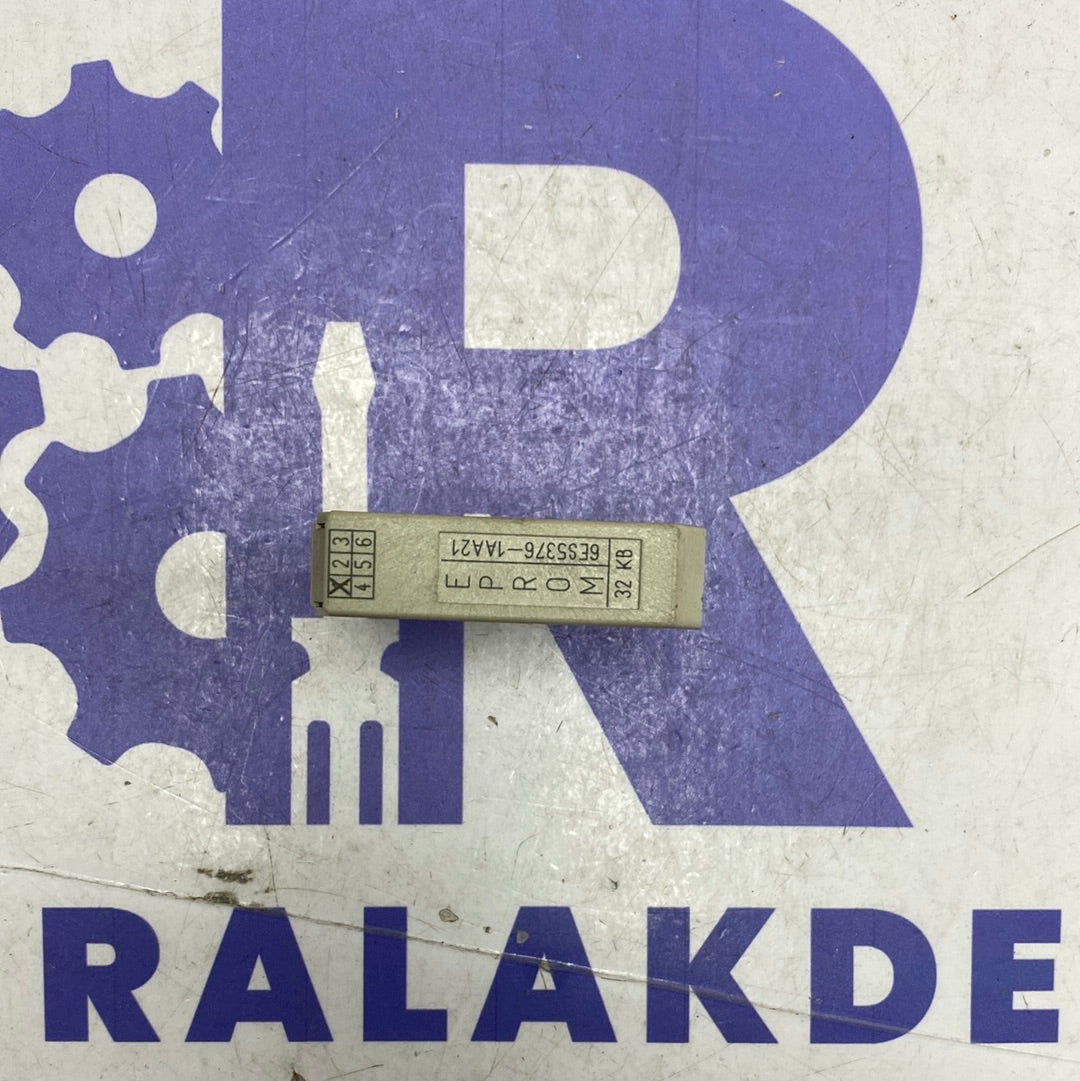 X 2 3
4 5 6
6ES5376-1AA21
EPROM
32 KB
RALAKDE